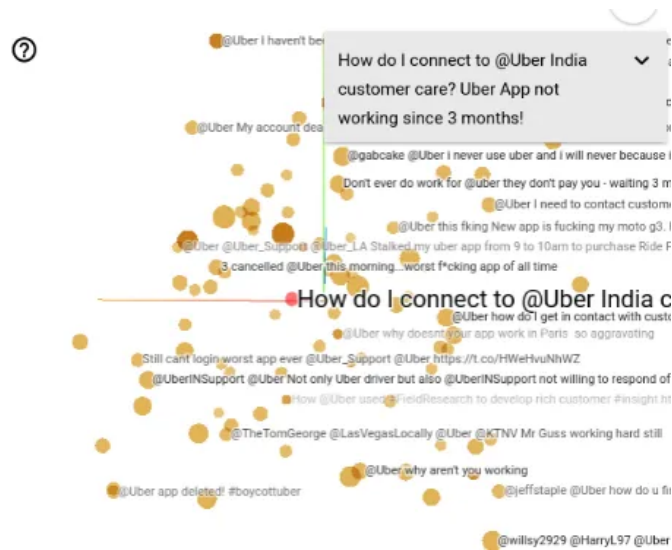 @Uber I haven't be
How do I connect to @Uber India
customer care? Uber App not
working since 3 months!
@Uber My account dea
@gabcake @Uber i never use uber and i will never because i
Don't ever do work for @uber they don't pay you - waiting 3 m
@Uber I need to contact custom
@Uber this fking New app is fucking my moto g3.
@Uber @Uber_Support @Uber_LA Stalked my uber app from 9 to 10am to purchase Ride P
3 cancelled @Uber this morning...worst f*cking app of all time
How do I connect to @Uber India c
@Uber how do I get in contact with custo
@Uber why doesnt your app work in Paris so aggravating
Still cant login worst app ever @Uber_Support @Uber https://t.co/HWeHvuNhWZ
@UberINSupport @Uber Not only Uber driver but also @UberINSupport not willing to respond of
How @Uber used #FieldResearch to develop rich customer #insight ht
@TheTomGeorge @LasVegasLocally @Uber @KTNV Mr Guss working hard still
@Uber why aren't you working
@Uber app deleted! #boycottuber
@jeffstaple @Uber how do u fi
@willsy2929 @HarryL97 @Uber